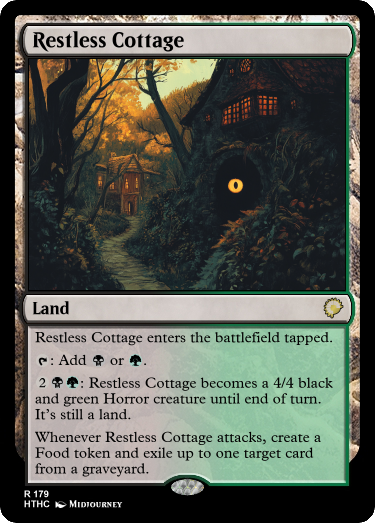 Restless Cottage
Land
Restless Cottage enters the battlefield tapped.
: Add or .
2 : Restless Cottage becomes a 4/4 black
and green Horror creature until end of turn.
It's still a land.
Whenever Restless Cottage attacks, create a
Food token and exile up to one target card
from a graveyard.
R 179
HTHC Midjourney